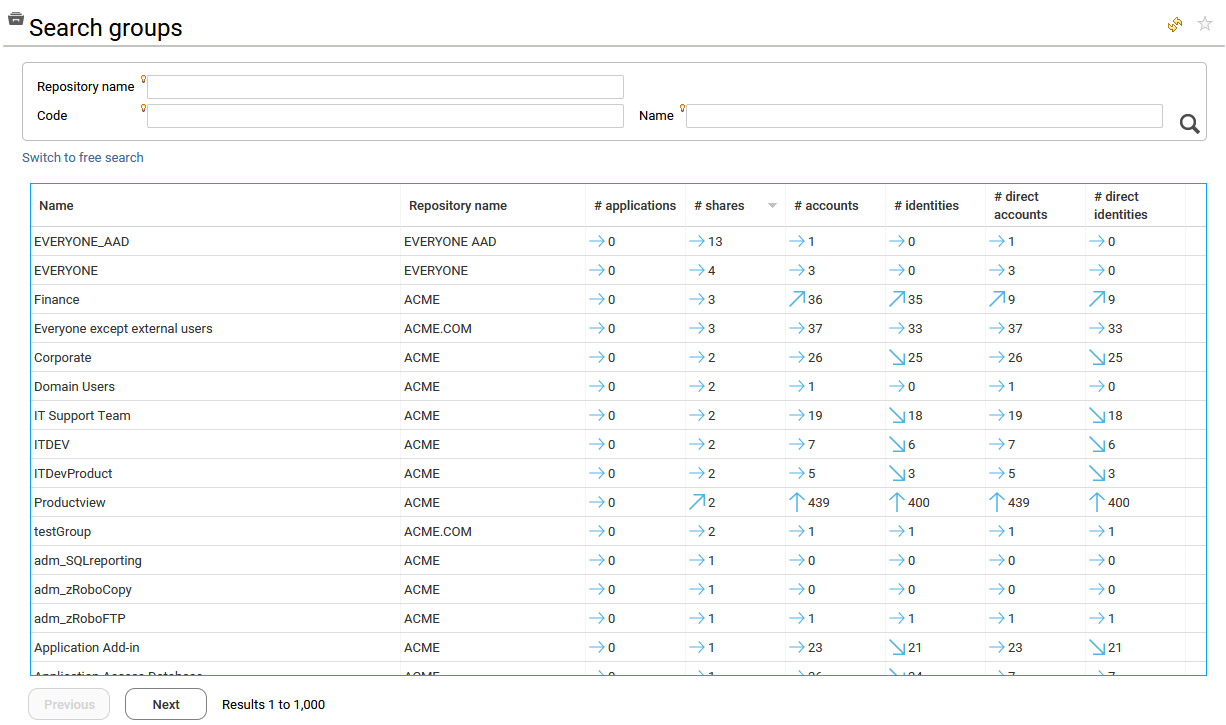 Search groups
Repository name
Code
Name
Switch to free search
Name Repository name # applications # shares # accounts # identities # direct accounts # direct identities
EVERYONE_AAD EVERYONE AAD 0 13 1 0 1 0
EVERYONE EVERYONE 0 4 3 0 3 0
Finance ACME 0 3 36 35 9 9
Everyone except external users ACME.COM 0 3 37 33 37 33
Corporate ACME 0 2 26 25 26 25
Domain Users ACME 0 2 1 0 1 0
IT Support Team ACME 0 2 19 18 19 18
ITDEV ACME 0 2 7 6 7 6
ITDevProduct ACME 0 2 5 3 5 3
Productview ACME 0 2 439 400 439 400
testGroup ACME.COM 0 2 1 1 1 1
adm_SQLreporting ACME 0 1 0 0 0 0
adm_zRoboCopy ACME 0 1 0 0 0 0
adm_zRoboFTP ACME 0 1 1 1 1 1
Application Add-in ACME 0 1 23 21 23 21
Application Access Database ACME 0 1
Previous Next Results 1 to 1,000